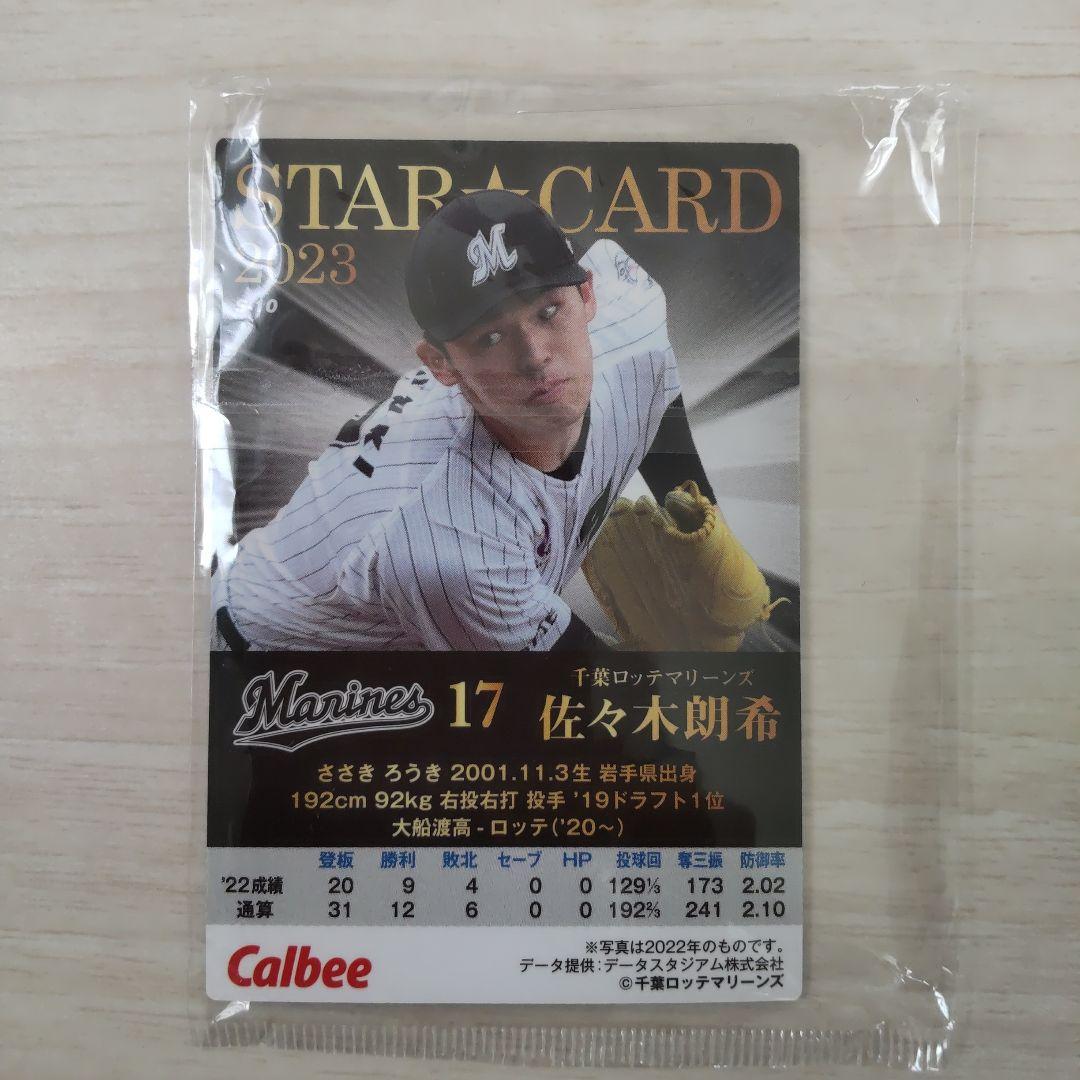 STAR★CARD
2023
M
Marines 17 千葉ロッテマリーンズ
佐々木朗希
ささき ろうき 2001.11.3生 岩手県出身
192cm 92kg 右投右打 投手 '19ドラフト1位
大船渡高-ロッテ('20~)
登板 勝利 敗北 セーブ HP 投球回 奪三振 防御率
'22成績 20 9 4 0 0 129⅓ 173 2.02
通算 31 12 6 0 0 192⅔ 241 2.10
Calbee
※写真は2022年のものです。
データ提供:データスタジアム株式会社
©千葉ロッテマリーンズ